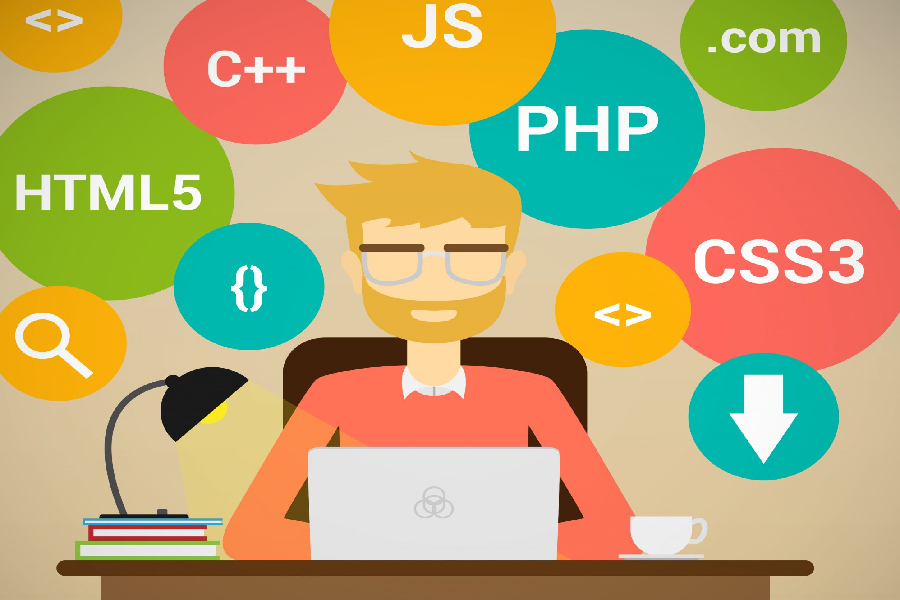 <>
C++
JS
.com
PHP
HTML5
CSS3
{}
<>